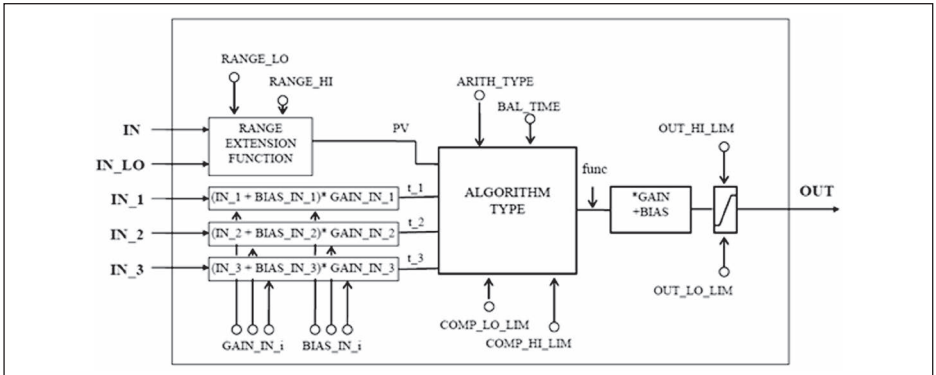 RANGE_LO
RANGE_HI
ARITH_TYPE
BAL_TIME
OUT_HI_LIM
IN
RANGE
EXTENSION
FUNCTION
PV
IN_LO
func
IN_1
(IN_1 + BIAS_IN_1)* GAIN_IN_1
t_1
ALGORITHM
TYPE
*GAIN
+BIAS
OUT
IN_2
(IN_2 + BIAS_IN_2)* GAIN_IN_2
t_2
IN_3
(IN_3 + BIAS_IN_3)* GAIN_IN_3
t_3
OUT_LO_LIM
COMP_LO_LIM
COMP_HI_LIM
GAIN_IN_i
BIAS_IN_i